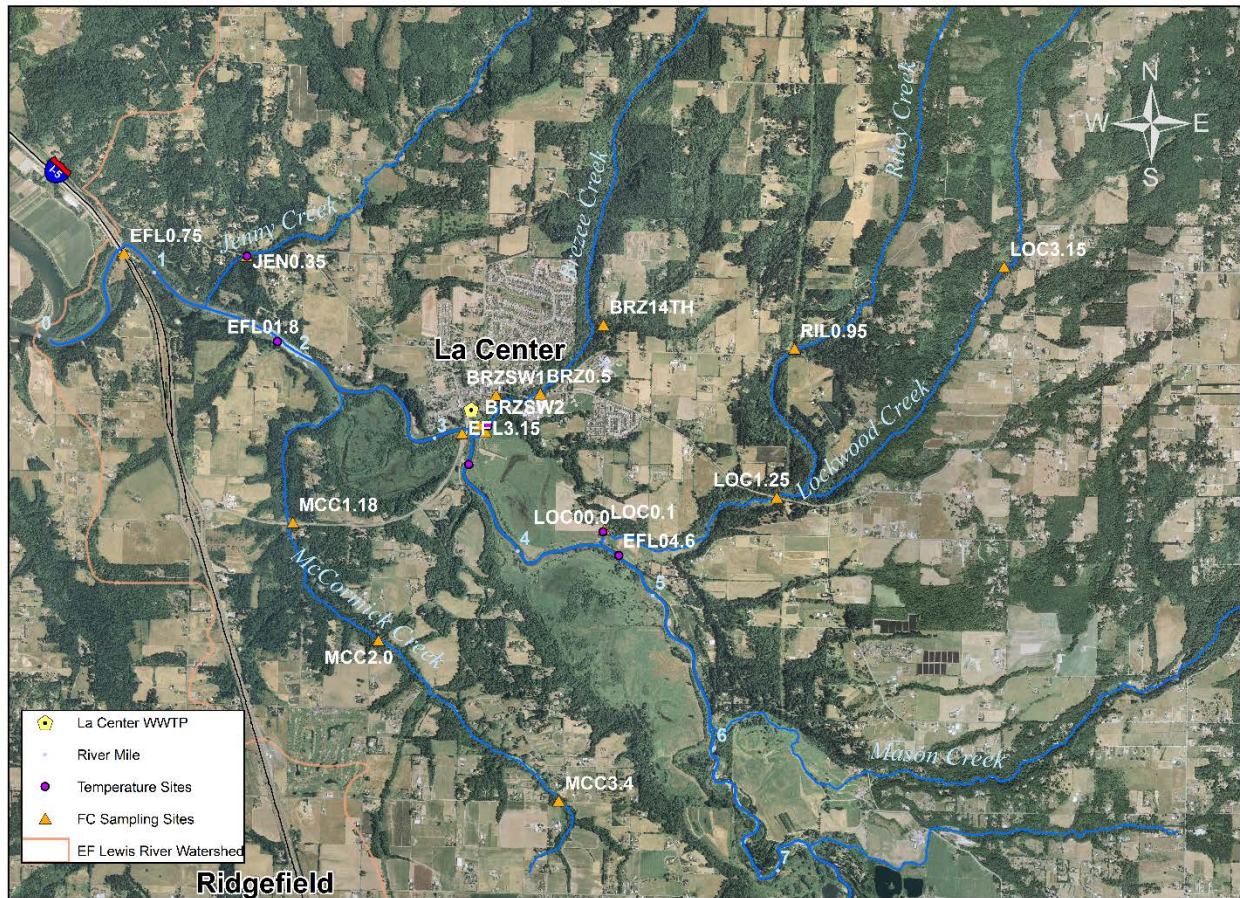 N
W E
S
I-5
Jenny Creek
Brezee Creek
Riley Creek
EFL0.75
1
JEN0.35
LOC3.15
0
EFL01.8
2
BRZ14TH
RIL0.95
La Center
BRZSW1
BRZ0.5
BRZSW2
3
EFL3.15
Lockwood Creek
LOC1.25
MCC1.18
LOC00.0
LOC0.1
4
EFL04.6
5
McCormick Creek
MCC2.0
6
Mason Creek
MCC3.4
7
La Center WWTP
River Mile
Temperature Sites
FC Sampling Sites
EF Lewis River Watershed
Ridgefield